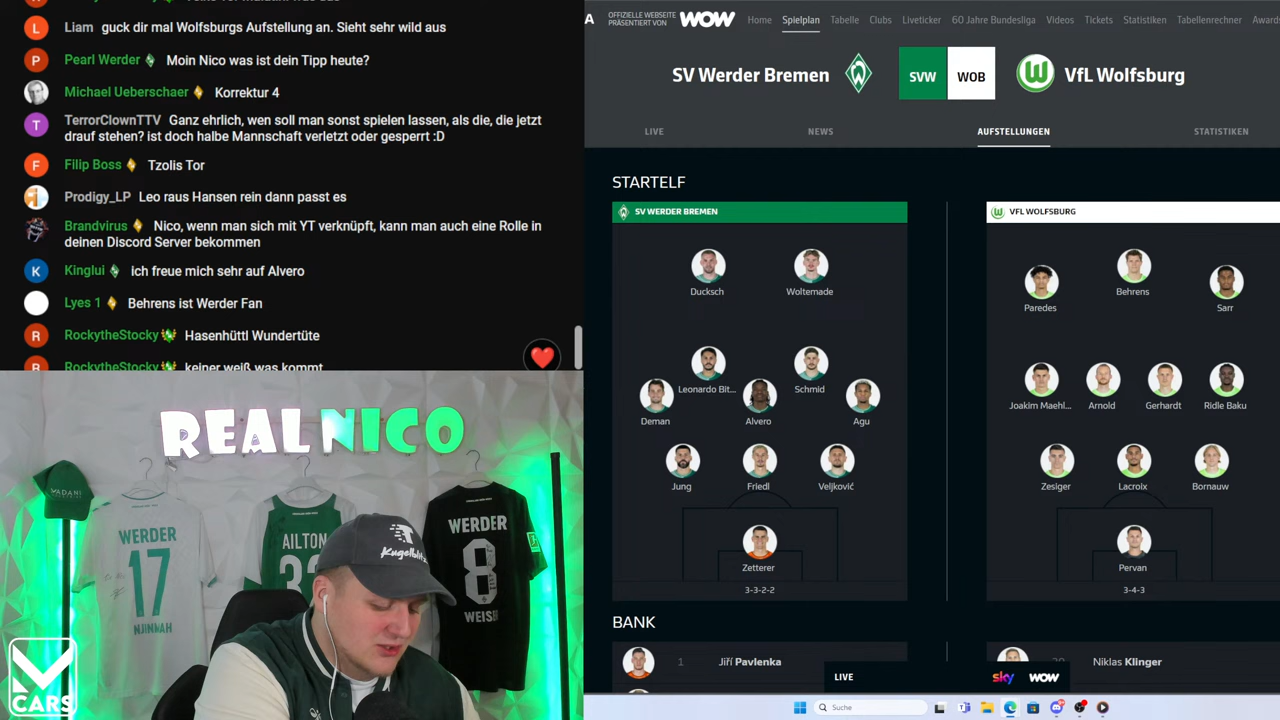 Liam guck dir mal Wolfsburgs Aufstellung an. Sieht sehr wild aus
Pearl Werder Moin Nico was ist dein Tipp heute?
Michael Ueberschaer Korrektur 4
TerrorClownTTV Ganz ehrlich, wen soll man sonst spielen lassen, als die, die jetzt
drauf stehen? ist doch halbe Mannschaft verletzt oder gesperrt :D
Filip Boss Tzolis Tor
Prodigy_LP Leo raus Hansen rein dann passt es
Brandvirus Nico, wenn man sich mit YT verknüpft, kann man auch eine Rolle in
deinen Discord Server bekommen
Kinglui ich freue mich sehr auf Alvero
Lyes 1 Behrens ist Werder Fan
RockytheStocky Hasenhüttl Wundertüte
RockytheStocky keiner weiß was kommt
REALNICO
VADANI
WERDER
17
NJINMAH
AILTON
Kugelblitz
WERDER
8
WEISER
CARS
A OFFIZIELLE WEBSEITE
PRÄSENTIERT VON
WOW
Home Spielplan Tabelle Clubs Liveticker 60 Jahre Bundesliga Videos Tickets Statistiken Tabellenrechner Awards
SV Werder Bremen SVW WOB VfL Wolfsburg
LIVE NEWS AUFSTELLUNGEN STATISTIKEN
STARTELF
SV WERDER BREMEN
Ducksch Woltemade
Leonardo Bit... Schmid
Deman Alvero Agu
Jung Friedl Veljković
Zetterer
3-3-2-2
VFL WOLFSBURG
Paredes Behrens Sarr
Joakim Maehl... Arnold Gerhardt Ridle Baku
Zesiger Lacroix Bornauw
Pervan
3-4-3
BANK
1 Jiří Pavlenka
Niklas Klinger
LIVE sky WOW
Suche